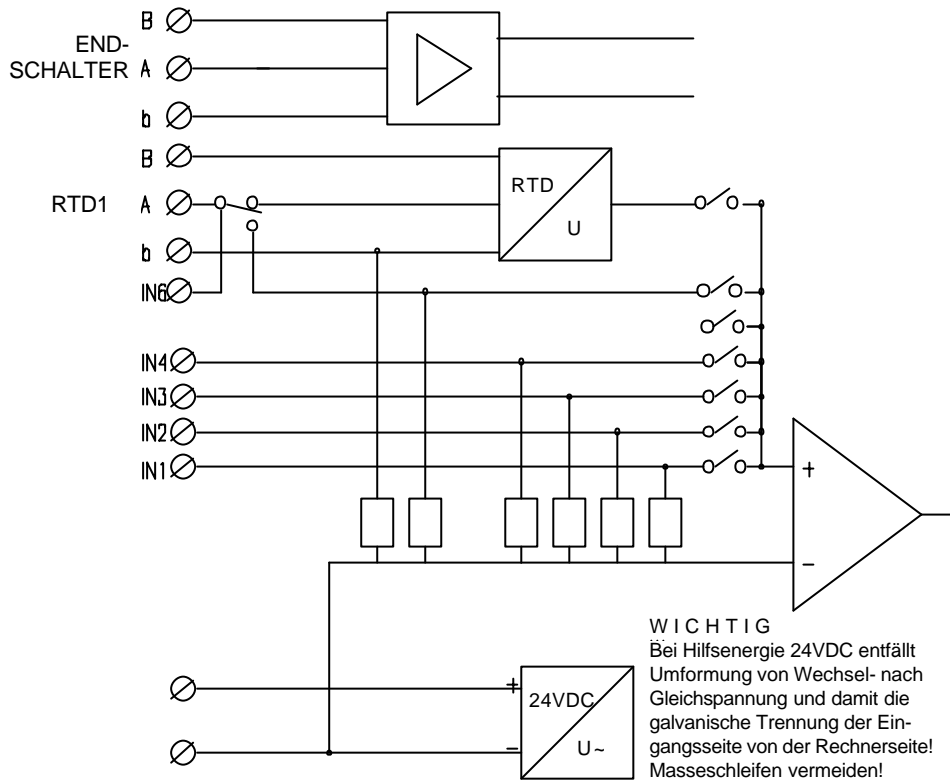 B
END-
SCHALTER A
b
B
RTD
RTD1 A
U
b
IN6
IN4
IN3
IN2
IN1
+
-
W I C H T I G
Bei Hilfsenergie 24VDC entfällt
Umformung von Wechsel- nach
Gleichspannung und damit die
galvanische Trennung der Ein-
gangsseite von der Rechnerseite!
Masseschleifen vermeiden!
+
24VDC
-
U~